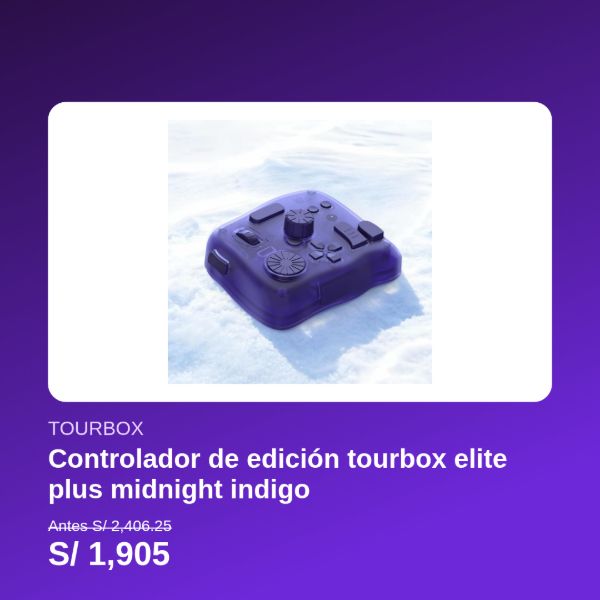 TOURBOX
Controlador de edición tourbox elite
plus midnight indigo
Antes S/ 2,406.25
S/ 1,905